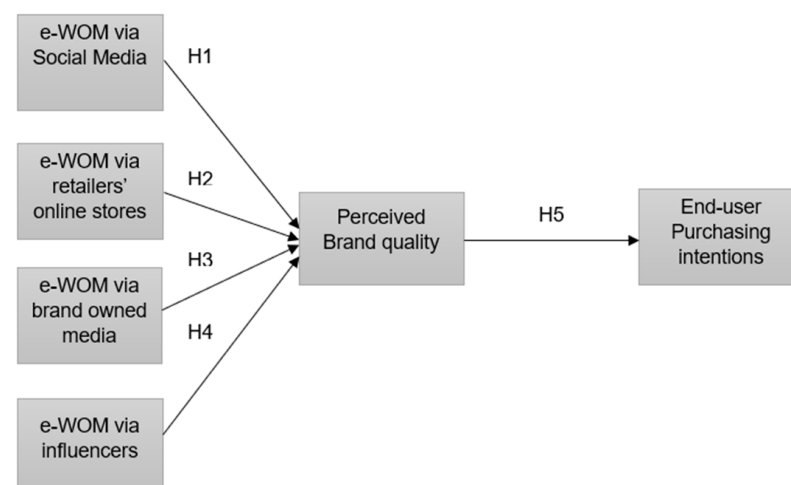 e-WOM via
Social Media
H1
e-WOM via
retailers'
online stores
H2
H3
e-WOM via
brand owned
media
H4
e-WOM via
influencers
Perceived
Brand quality
H5
End-user
Purchasing
intentions